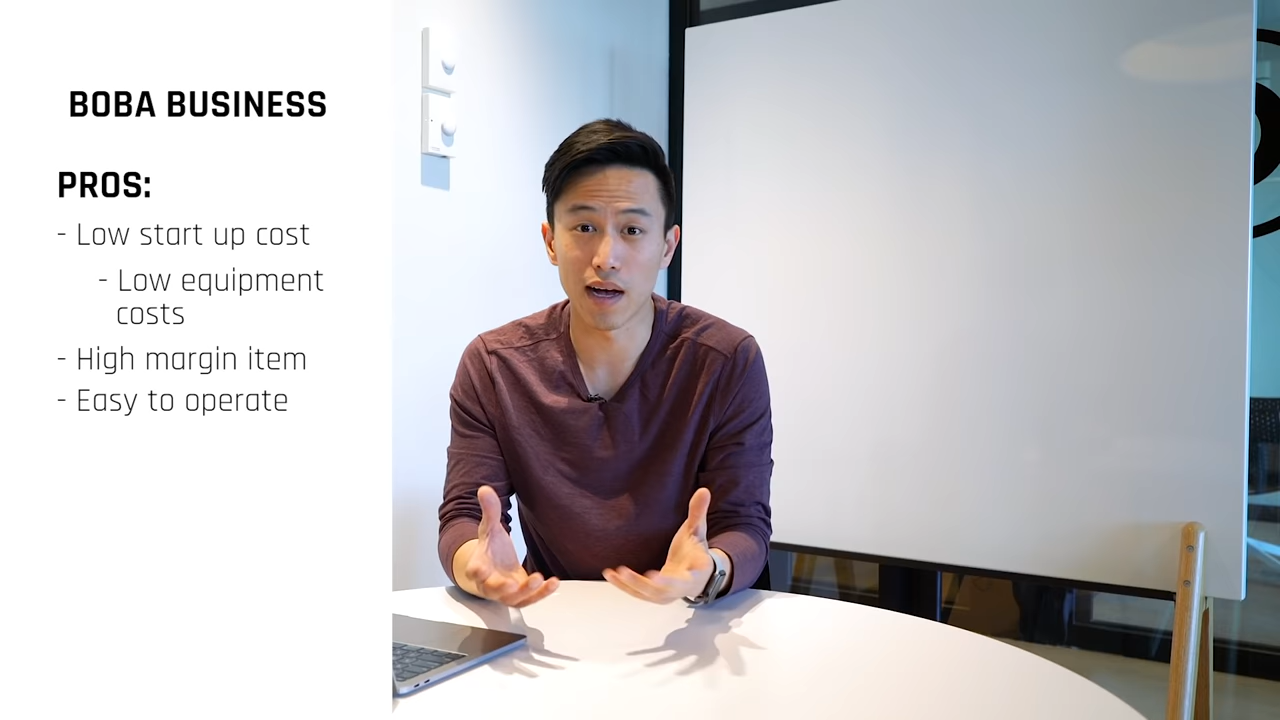 BOBA BUSINESS
PROS:
- Low start up cost
- Low equipment
costs
- High margin item
- Easy to operate